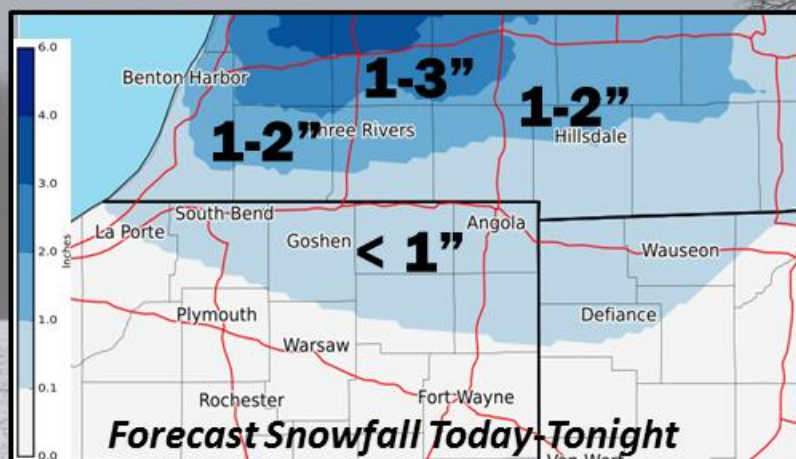 6.0
4.0
3.0
2.0
1.0
0.1
0.0
Inches
Benton Harbor
1-3”
1-2”
1-2”
Three Rivers
Hillsdale
South Bend
La Porte
Goshen
< 1”
Angola
Wauseon
Plymouth
Defiance
Warsaw
Rochester
Fort Wayne
Forecast Snowfall Today-Tonight
Van Wert